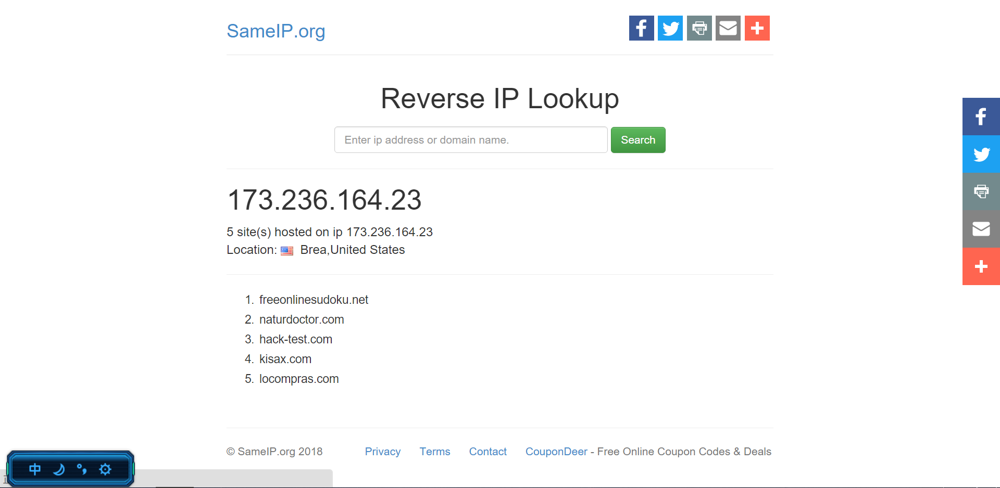 SameIP.org
Reverse IP Lookup
Enter ip address or domain name.
Search
173.236.164.23
5 site(s) hosted on ip 173.236.164.23
Location: Brea,United States
1. freeonlinesudoku.net
2. naturdoctor.com
3. hack-test.com
4. kisax.com
5. locompras.com
© SameIP.org 2018 Privacy Terms Contact CouponDeer - Free Online Coupon Codes & Deals
中